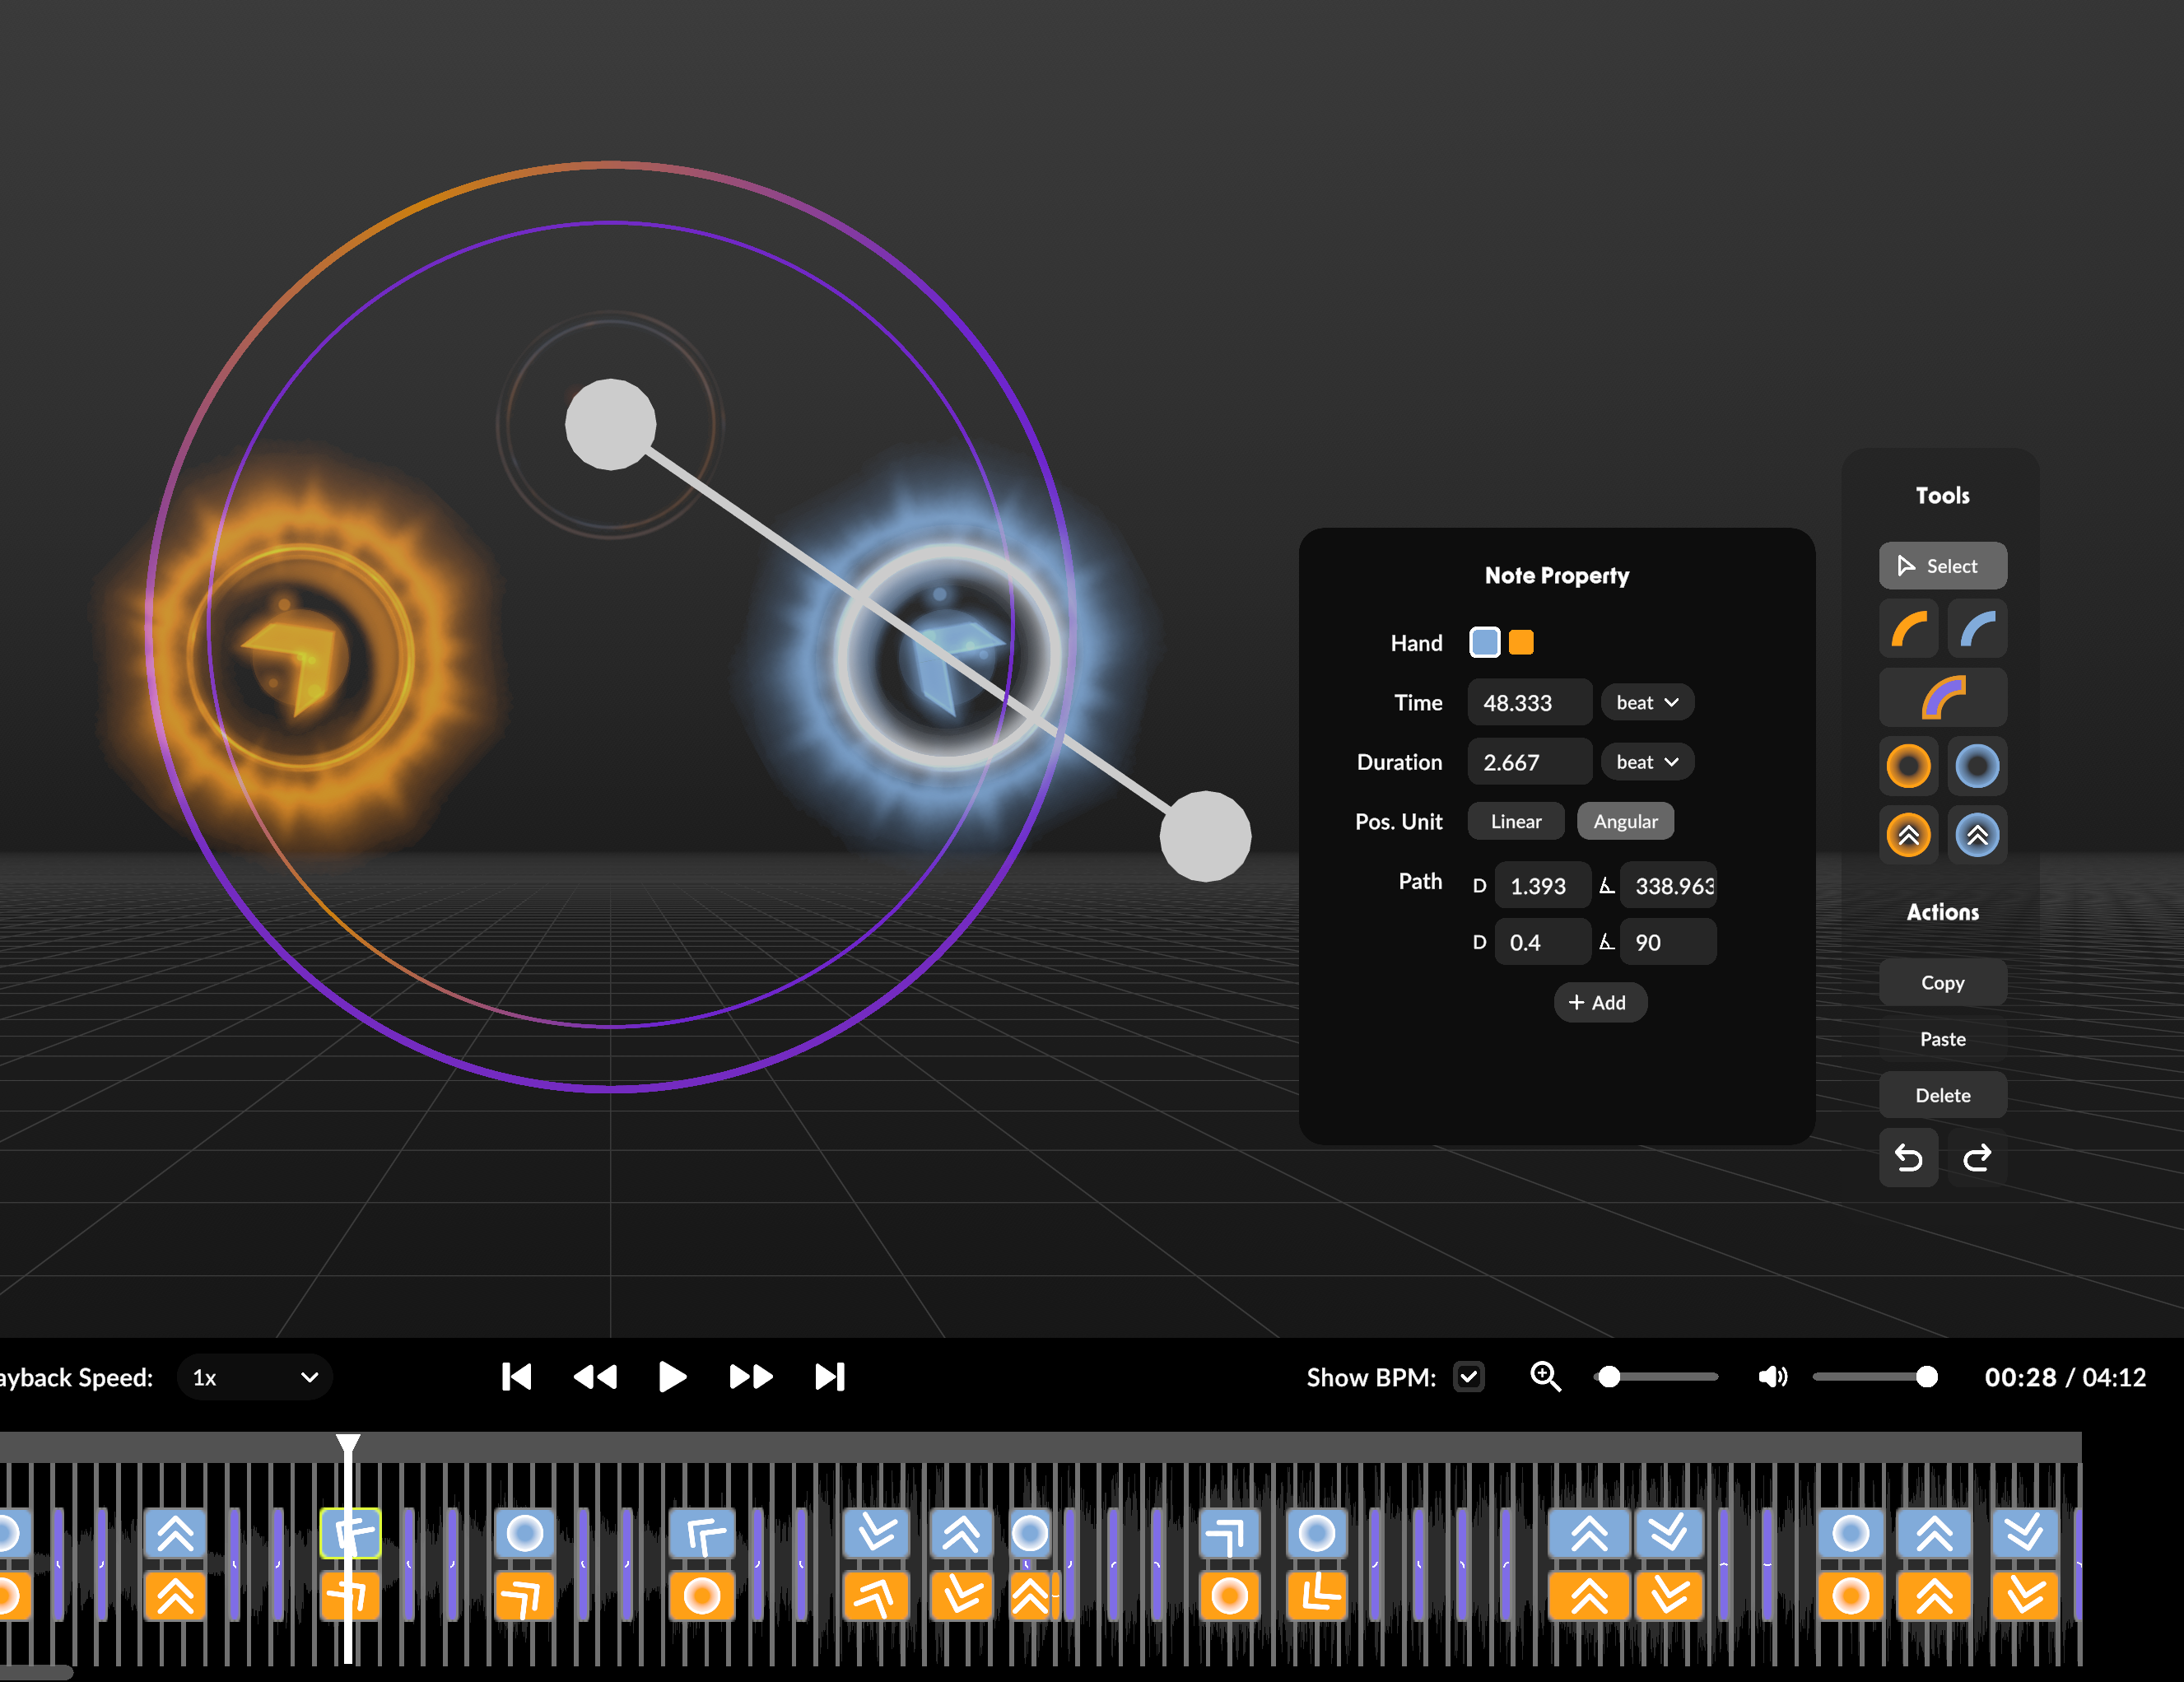 Tools
Select
Note Property
Hand
Time 48.333 beat
Duration 2.667 beat
Pos. Unit Linear Angular
Path D 1.393 338.963
D 0.4 90
+ Add
Actions
Copy
Paste
Delete
ayback Speed: 1x
Show BPM: 00:28 / 04:12